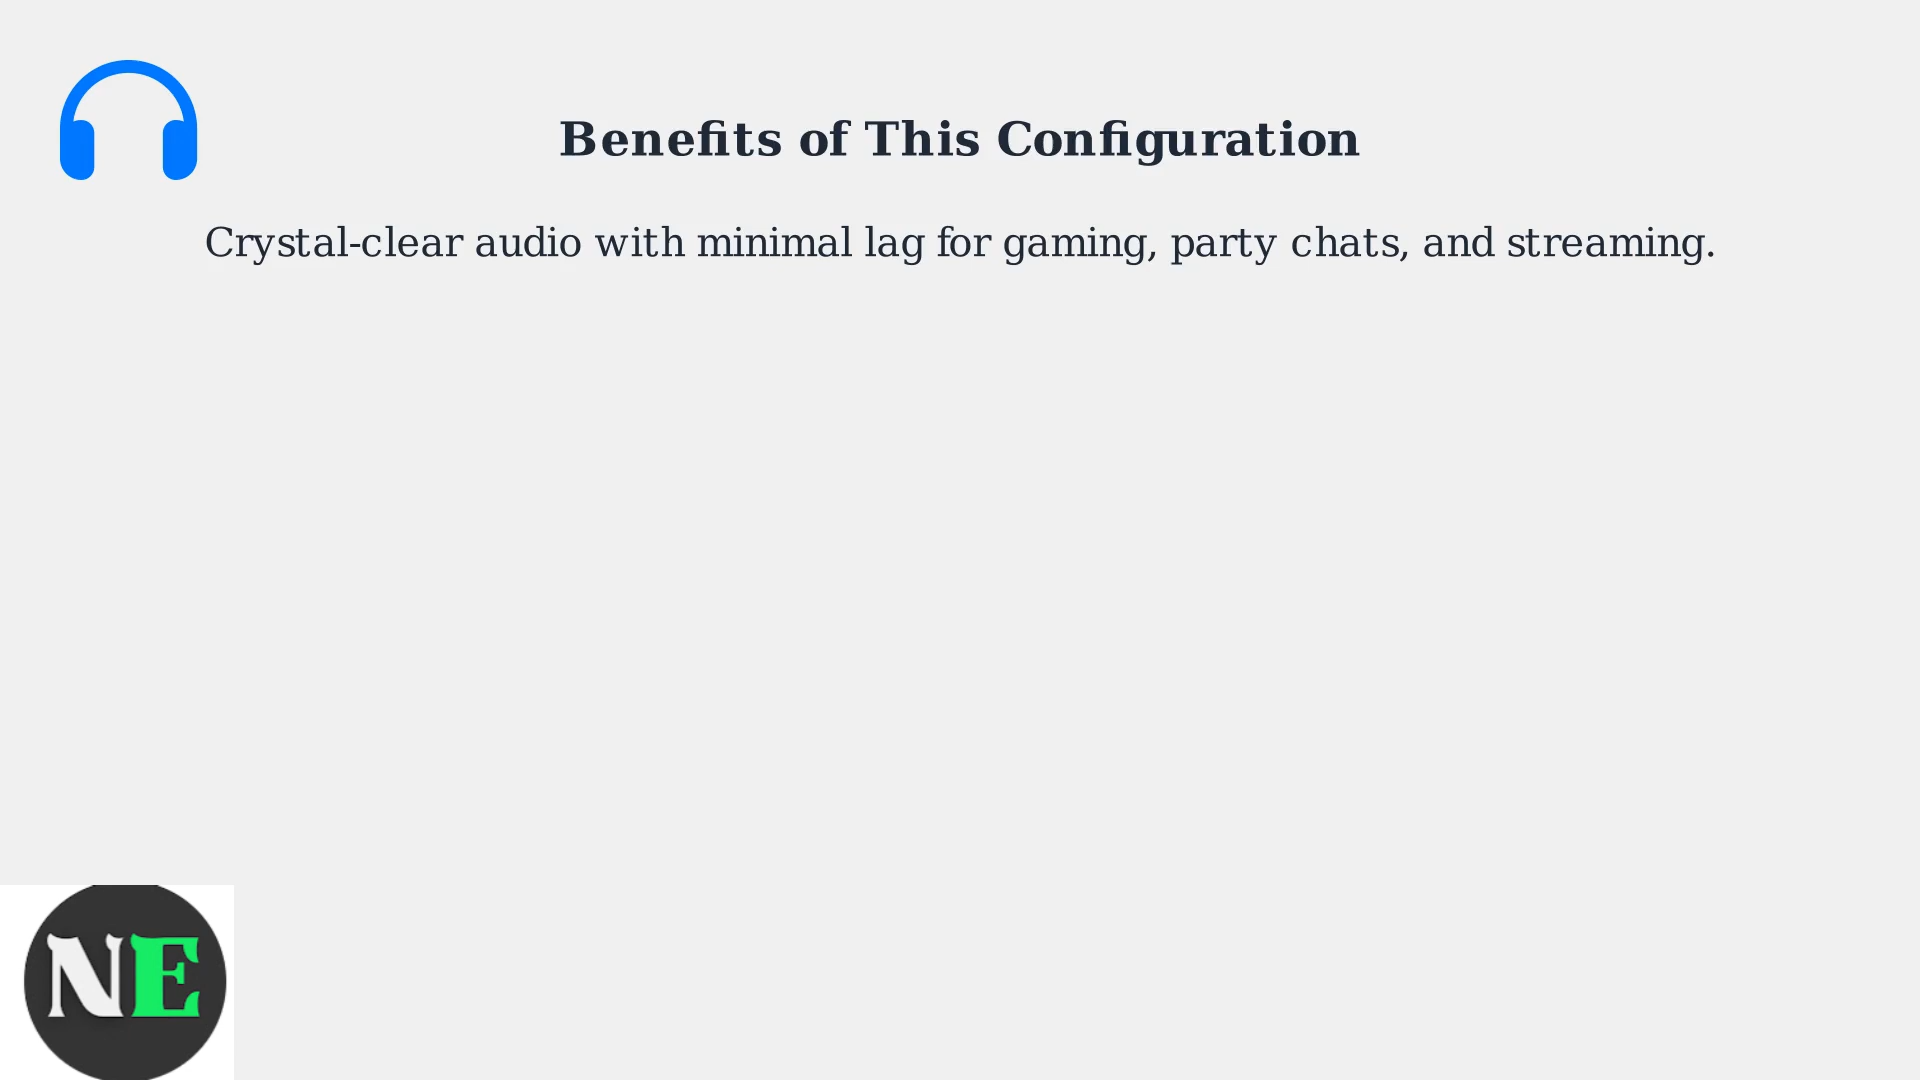 Benefits of This Configuration
Crystal-clear audio with minimal lag for gaming, party chats, and streaming.
NE